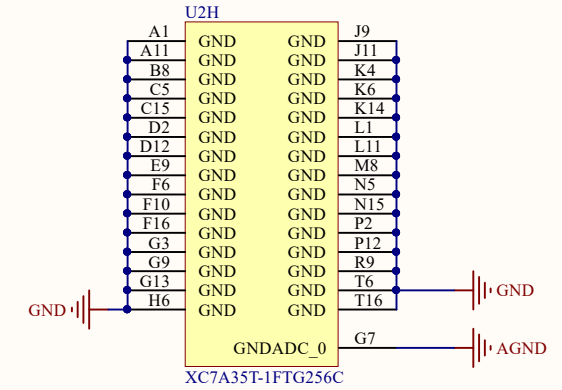 U2H
A1 GND GND J9
A11 GND GND J11
B8 GND GND K4
C5 GND GND K6
C15 GND GND K14
D2 GND GND L1
D12 GND GND L11
E9 GND GND M8
F6 GND GND N5
F10 GND GND N15
F16 GND GND P2
G3 GND GND P12
G9 GND GND R9
G13 GND GND T6 GND
GND H6 GND GND T16
GNDADC_0 G7 AGND
XC7A35T-1FTG256C